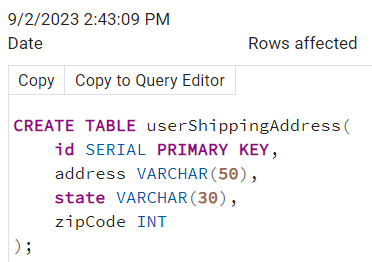 9/2/2023 2:43:09 PM
Date Rows affected
Copy Copy to Query Editor
CREATE TABLE userShippingAddress(
    id SERIAL PRIMARY KEY,
    address VARCHAR(50),
    state VARCHAR(30),
    zipCode INT
);